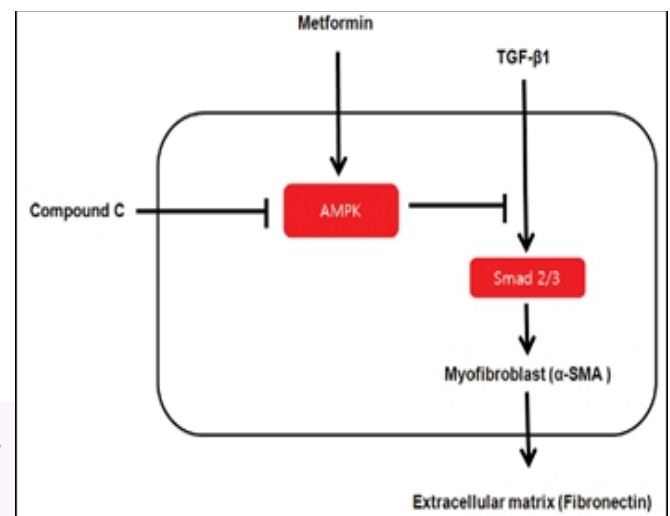 Metformin
TGF-β1
Compound C
AMPK
Smad 2/3
Myofibroblast (α-SMA )
Extracellular matrix (Fibronectin)